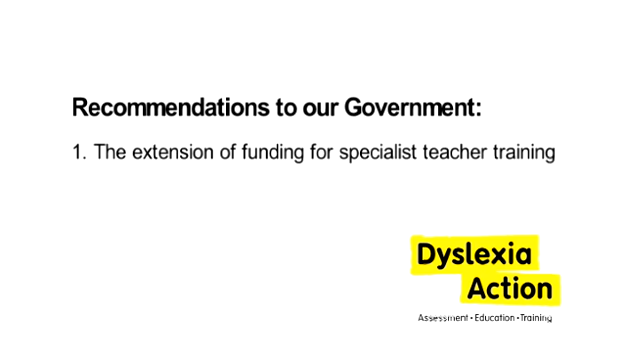 Recommendations to our Government:
1. The extension of funding for specialist teacher training
Dyslexia
Action
Assessment • Education • Training